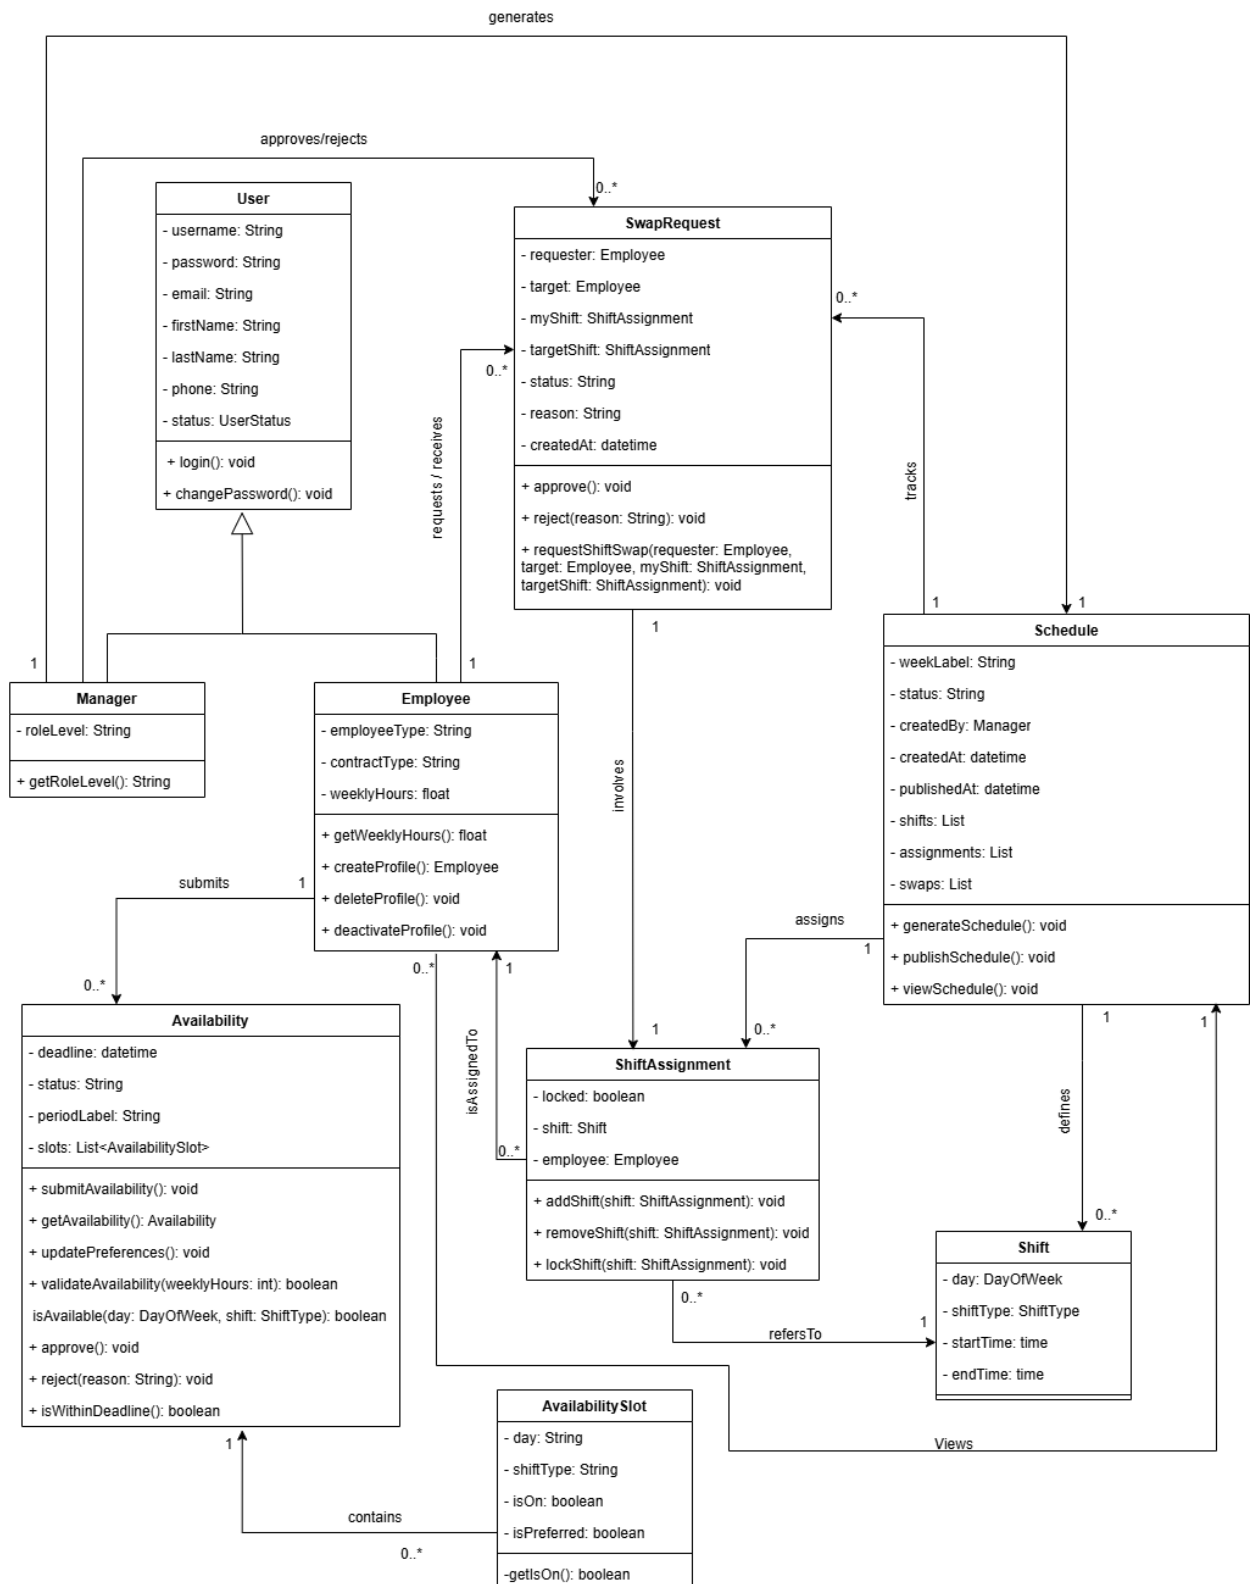 generates
approves/rejects
0..*
User
- username: String
- password: String
- email: String
- firstName: String
- lastName: String
- phone: String
- status: UserStatus
+ login(): void
+ changePassword(): void
SwapRequest
- requester: Employee
- target: Employee
- myShift: ShiftAssignment
- targetShift: ShiftAssignment
- status: String
- reason: String
- createdAt: datetime
+ approve(): void
+ reject(reason: String): void
+ requestShiftSwap(requester: Employee,
target: Employee, myShift: ShiftAssignment,
targetShift: ShiftAssignment): void
0..*
0..*
requests / receives
tracks
1
1
1
1
1
Schedule
- weekLabel: String
- status: String
- createdBy: Manager
- createdAt: datetime
- publishedAt: datetime
- shifts: List
- assignments: List
- swaps: List
+ generateSchedule(): void
+ publishSchedule(): void
+ viewSchedule(): void
Manager
- roleLevel: String
+ getRoleLevel(): String
Employee
- employeeType: String
- contractType: String
- weeklyHours: float
+ getWeeklyHours(): float
+ createProfile(): Employee
+ deleteProfile(): void
+ deactivateProfile(): void
involves
submits
1
0..*
assigns
1
0..*
0..*
1
isAssignedTo
0..*
1
1
1
defines
0..*
Availability
- deadline: datetime
- status: String
- periodLabel: String
- slots: List<AvailabilitySlot>
+ submitAvailability(): void
+ getAvailability(): Availability
+ updatePreferences(): void
+ validateAvailability(weeklyHours: int): boolean
isAvailable(day: DayOfWeek, shift: ShiftType): boolean
+ approve(): void
+ reject(reason: String): void
+ isWithinDeadline(): boolean
ShiftAssignment
- locked: boolean
- shift: Shift
- employee: Employee
+ addShift(shift: ShiftAssignment): void
+ removeShift(shift: ShiftAssignment): void
+ lockShift(shift: ShiftAssignment): void
0..*
refersTo
1
Shift
- day: DayOfWeek
- shiftType: ShiftType
- startTime: time
- endTime: time
Views
1
contains
0..*
AvailabilitySlot
- day: String
- shiftType: String
- isOn: boolean
- isPreferred: boolean
-getIsOn(): boolean